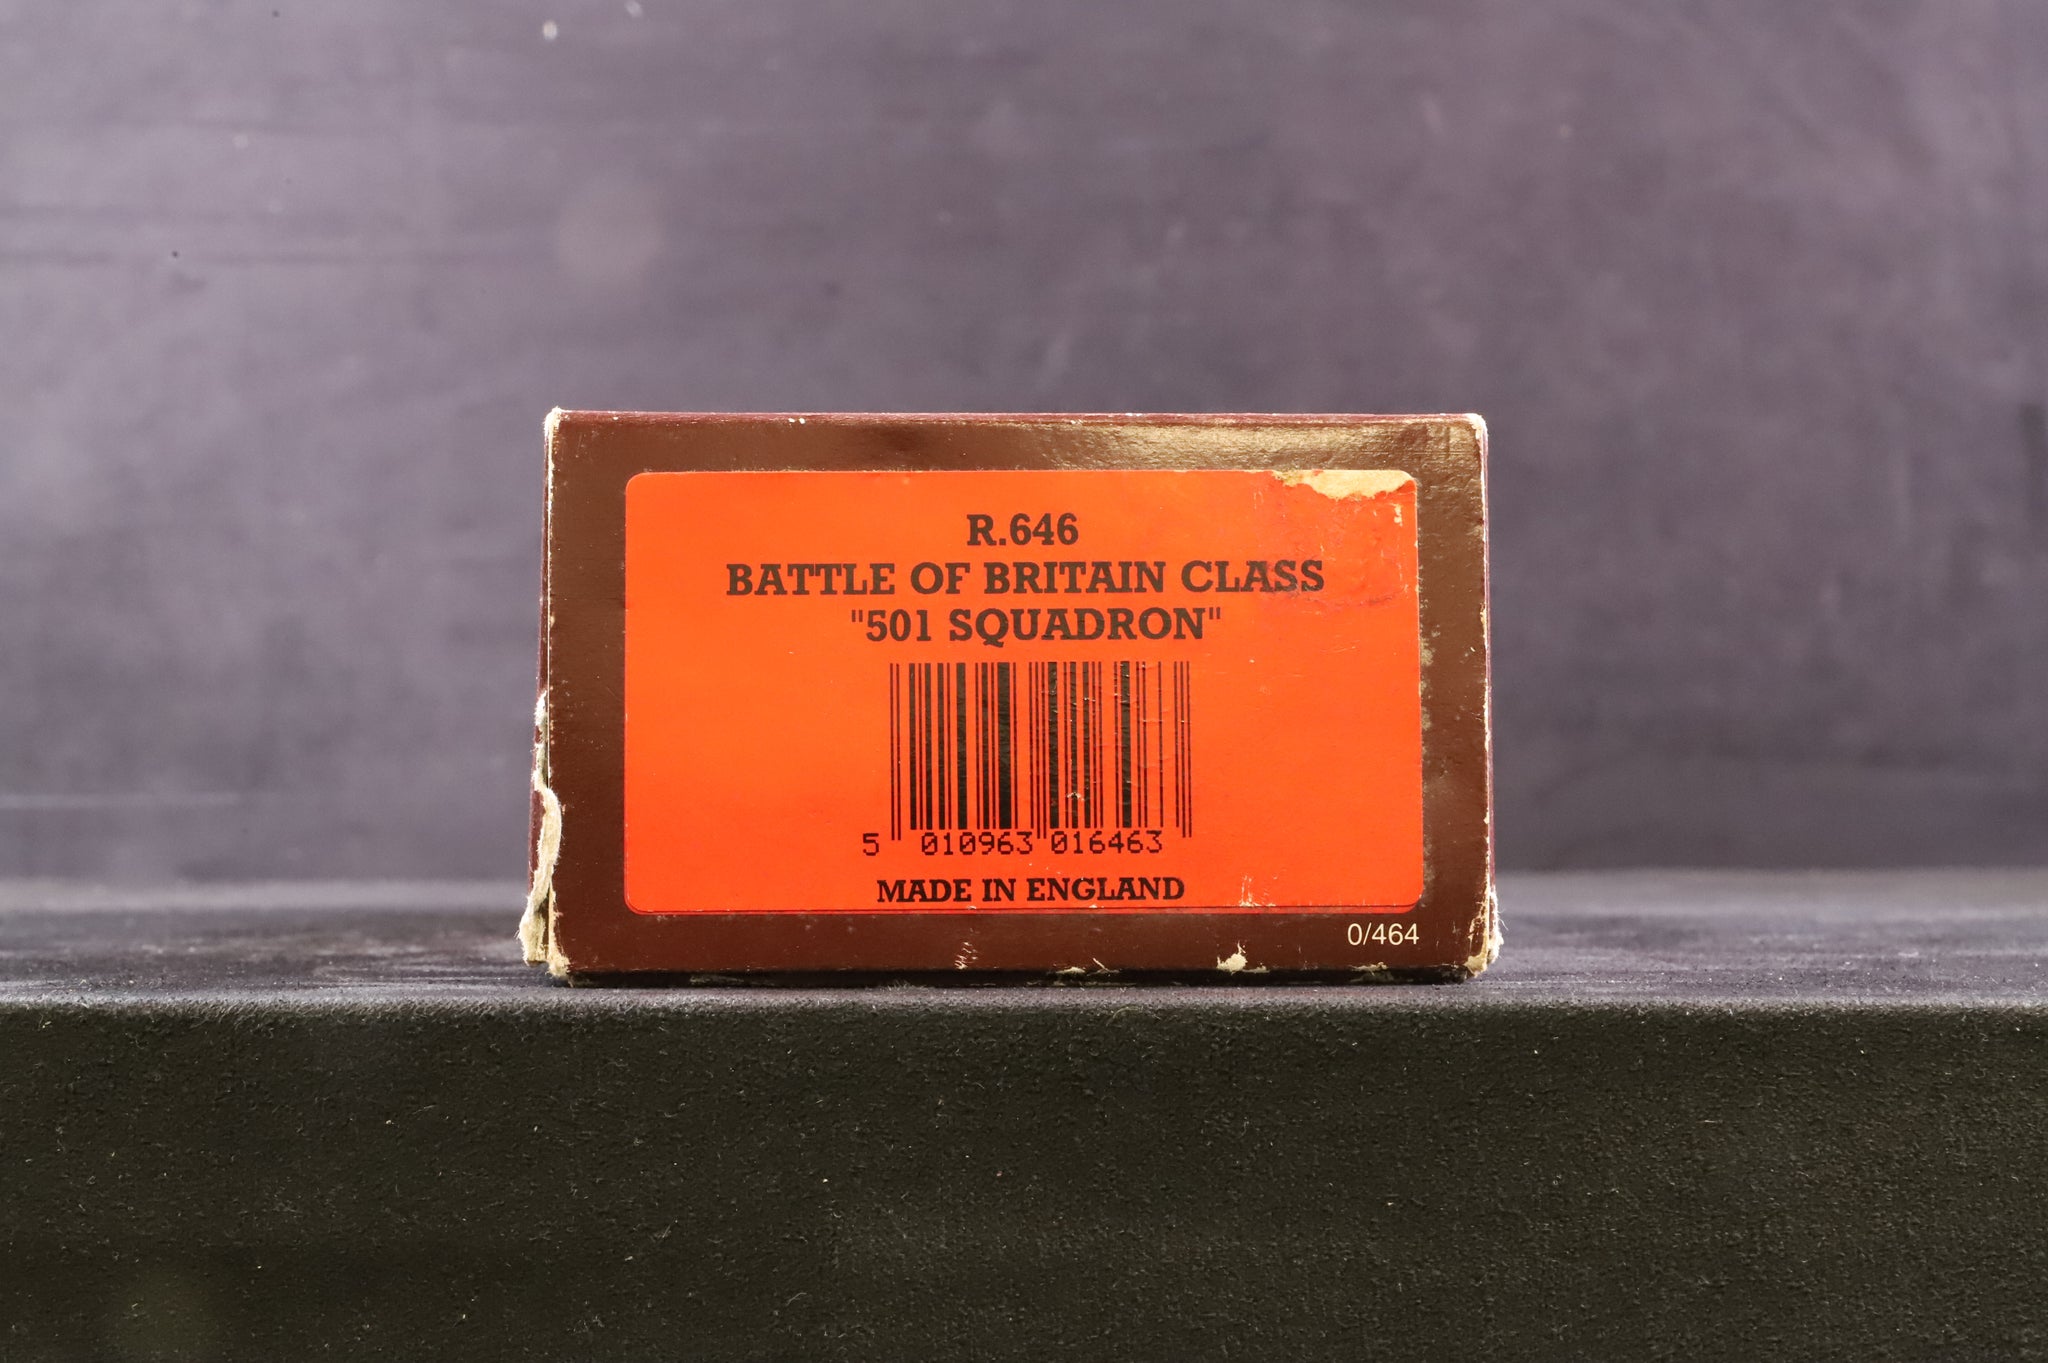 R.646
BATTLE OF BRITAIN CLASS
"501 SQUADRON"
5 010963 016463
MADE IN ENGLAND
0/464